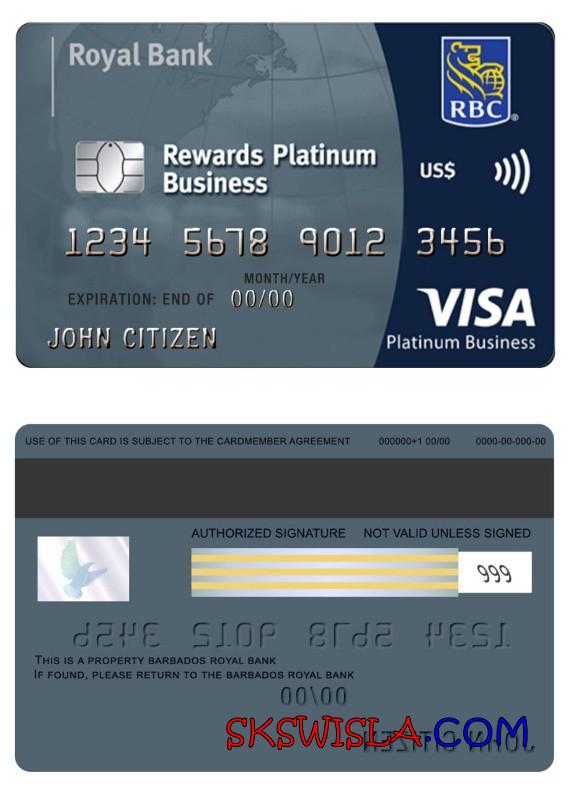 Royal Bank
RBC
Rewards Platinum
Business
US$
1234 5678 9012 3456
MONTH/YEAR
EXPIRATION: END OF 00/00
JOHN CITIZEN
VISA
Platinum Business
USE OF THIS CARD IS SUBJECT TO THE CARDMEMBER AGREEMENT 000000+1 00/00 0000-00-000-00
AUTHORIZED SIGNATURE NOT VALID UNLESS SIGNED
999
1234 5678 9012 3456
THIS IS A PROPERTY BARBADOS ROYAL BANK
IF FOUND, PLEASE RETURN TO THE BARBADOS ROYAL BANK
00/00
SKSWISLA.COM
JOHN CITIZEN